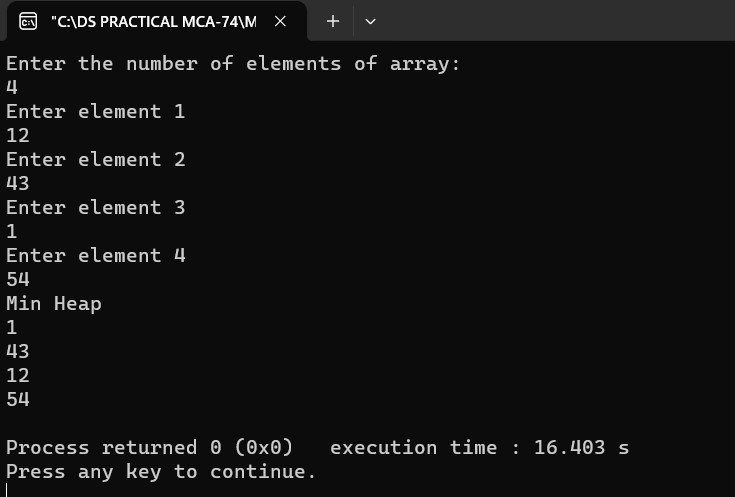 "C:\DS PRACTICAL MCA-74\M
Enter the number of elements of array:
4
Enter element 1
12
Enter element 2
43
Enter element 3
1
Enter element 4
54
Min Heap
1
43
12
54
Process returned 0 (0x0)   execution time : 16.403 s
Press any key to continue.